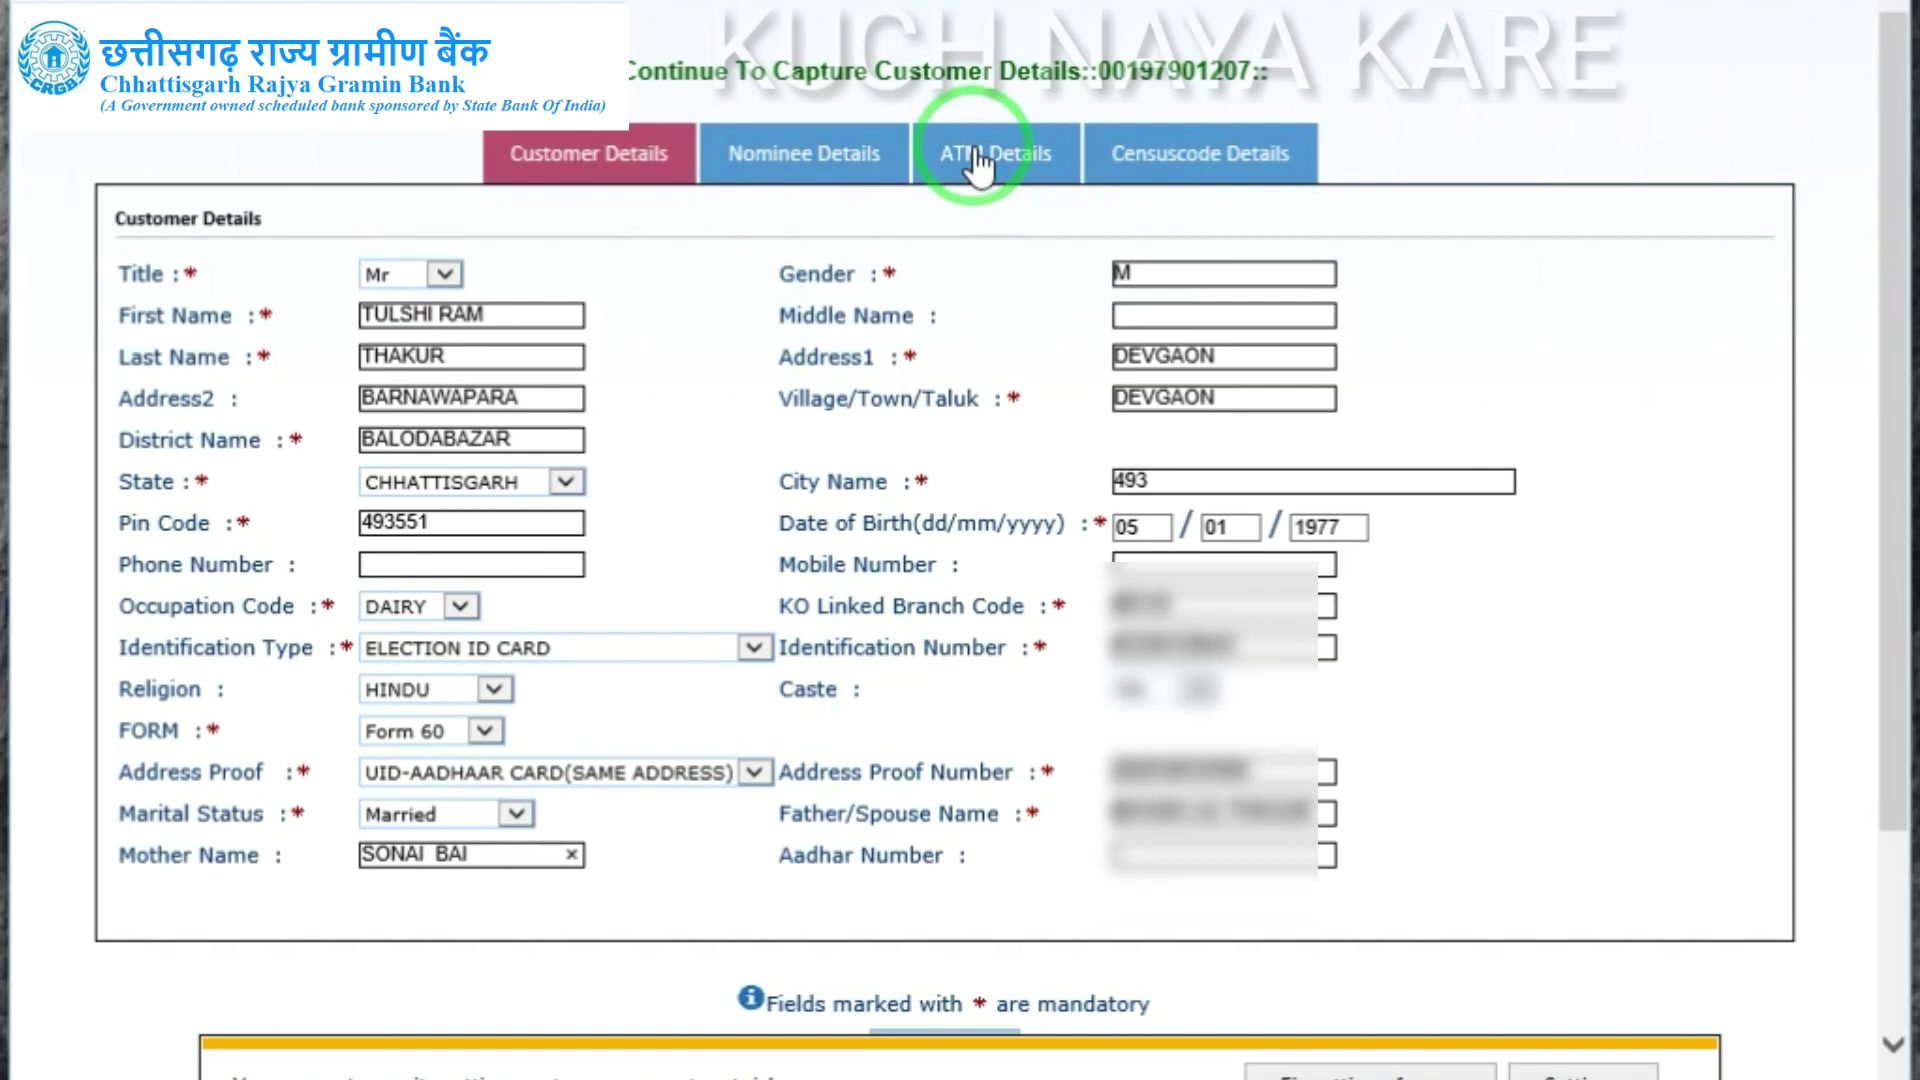 KUCH NAYA KARE
छत्तीसगढ़ राज्य ग्रामीण बैंक
Chhattisgarh Rajya Gramin Bank
(A Government owned scheduled bank sponsored by State Bank Of India)
CRGB
Continue To Capture Customer Details::00197901207::
Customer Details Nominee Details ATM Details Censuscode Details
Customer Details
Title :* Mr Gender :* M
First Name :* TULSHI RAM Middle Name :
Last Name :* THAKUR Address1 :* DEVGAON
Address2 : BARNAWAPARA Village/Town/Taluk :* DEVGAON
District Name :* BALODABAZAR
State :* CHHATTISGARH City Name :* 493
Pin Code :* 493551 Date of Birth(dd/mm/yyyy) :* 05 / 01 / 1977
Phone Number : Mobile Number :
Occupation Code :* DAIRY KO Linked Branch Code :*
Identification Type :* ELECTION ID CARD Identification Number :*
Religion : HINDU Caste :
FORM :* Form 60
Address Proof :* UID-AADHAAR CARD(SAME ADDRESS) Address Proof Number :*
Marital Status :* Married Father/Spouse Name :*
Mother Name : SONAI BAI Aadhar Number :
Fields marked with * are mandatory